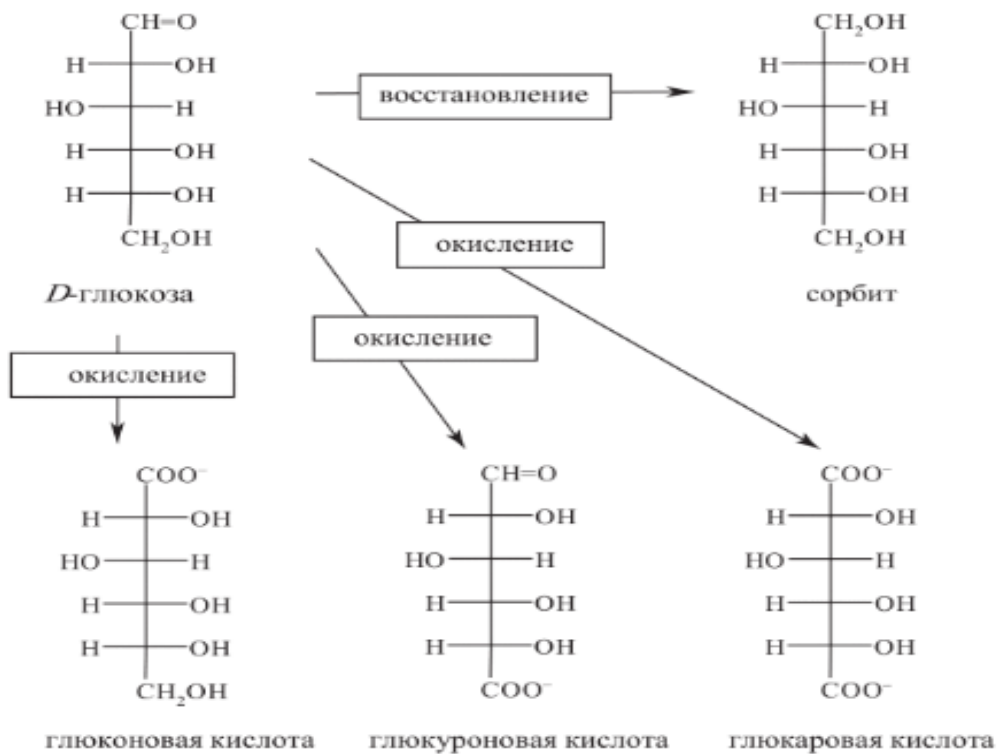 CH=O
H OH
HO H
H OH
H OH
CH₂OH
D-глюкоза
восстановление
CH₂OH
H OH
HO H
H OH
H OH
CH₂OH
сорбит
окисление
окисление
окисление
COO⁻
H OH
HO H
H OH
H OH
CH₂OH
глюконовая кислота
CH=O
H OH
HO H
H OH
H OH
COO⁻
глюкуроновая кислота
COO⁻
H OH
HO H
H OH
H OH
COO⁻
глюкаровая кислота